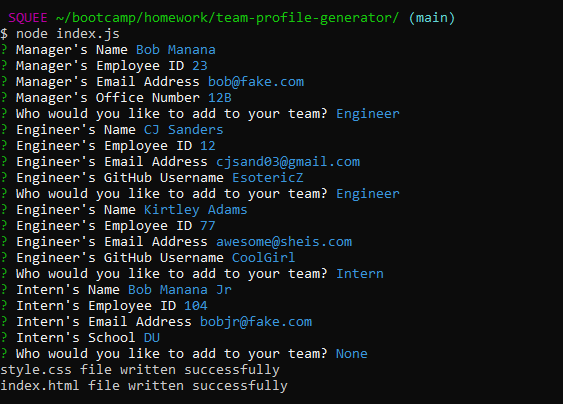 SQUEE ~/bootcamp/homework/team-profile-generator/ (main)
$ node index.js
? Manager's Name Bob Manana
? Manager's Employee ID 23
? Manager's Email Address bob@fake.com
? Manager's Office Number 12B
? Who would you like to add to your team? Engineer
? Engineer's Name CJ Sanders
? Engineer's Employee ID 12
? Engineer's Email Address cjsand03@gmail.com
? Engineer's GitHub Username EsotericZ
? Who would you like to add to your team? Engineer
? Engineer's Name Kirtley Adams
? Engineer's Employee ID 77
? Engineer's Email Address awesome@sheis.com
? Engineer's GitHub Username CoolGirl
? Who would you like to add to your team? Intern
? Intern's Name Bob Manana Jr
? Intern's Employee ID 104
? Intern's Email Address bobjr@fake.com
? Intern's School DU
? Who would you like to add to your team? None
style.css file written successfully
index.html file written successfully